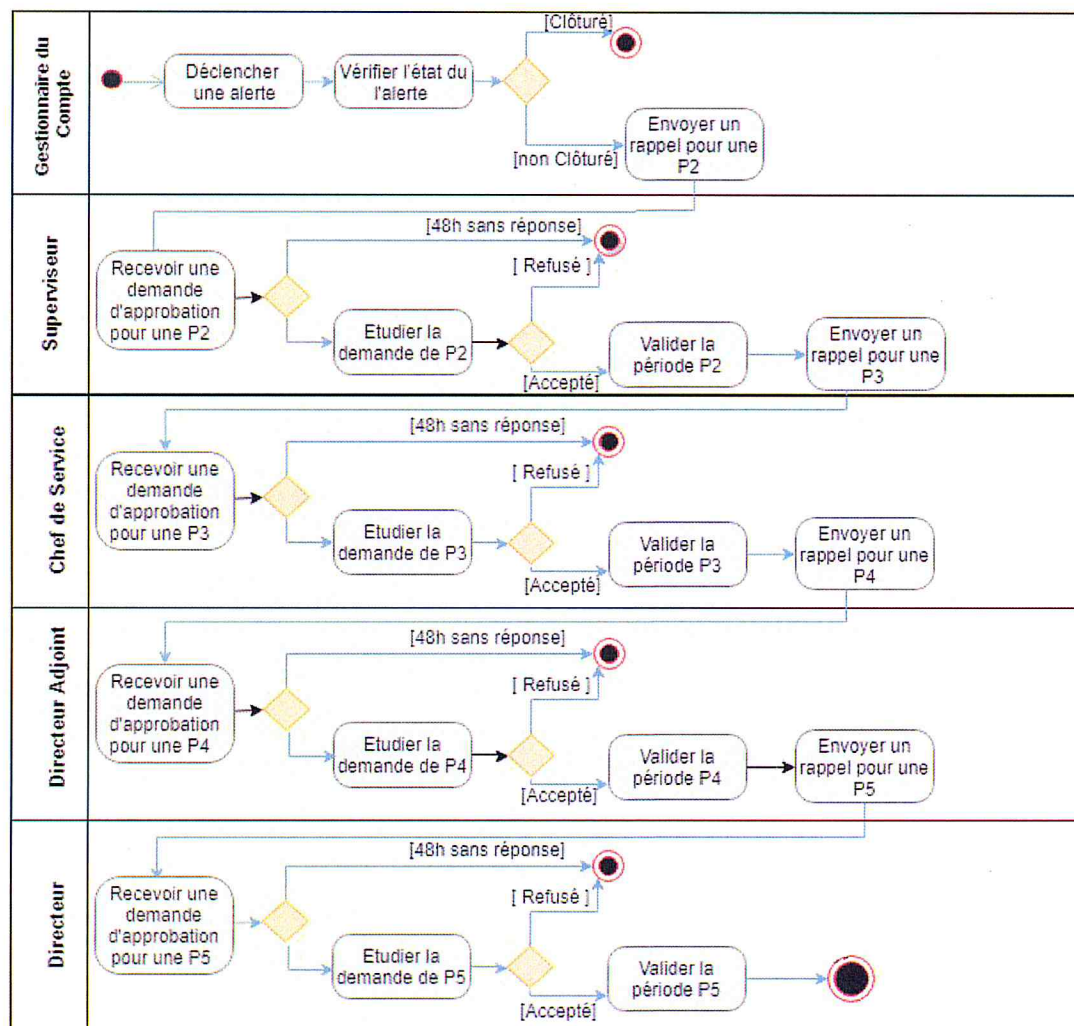 Gestionnaire du
Compte
Déclencher
une alerte
Vérifier l'état du
l'alerte
[Clôturé]
[non Clôturé]
Envoyer un
rappel pour une
P2
Superviseur
Recevoir une
demande
d'approbation
pour une P2
[48h sans réponse]
[ Refusé ]
Etudier la
demande de P2
[Accepté]
Valider la
période P2
Envoyer un
rappel pour une
P3
Chef de Service
Recevoir une
demande
d'approbation
pour une P3
[48h sans réponse]
[ Refusé ]
Etudier la
demande de P3
[Accepté]
Valider la
période P3
Envoyer un
rappel pour une
P4
Directeur Adjoint
Recevoir une
demande
d'approbation
pour une P4
[48h sans réponse]
[ Refusé ]
Etudier la
demande de P4
[Accepté]
Valider la
période P4
Envoyer un
rappel pour une
P5
Directeur
Recevoir une
demande
d'approbation
pour une P5
[48h sans réponse]
[ Refusé ]
Etudier la
demande de P5
[Accepté]
Valider la
période P5